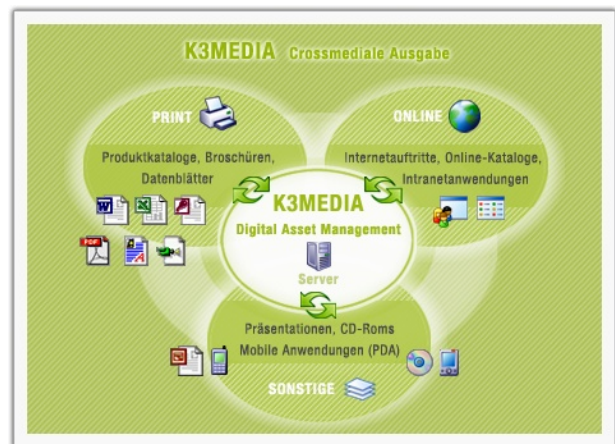 K3MEDIA Crossmediale Ausgabe
PRINT
Produktkataloge, Broschüren,
Datenblätter
ONLINE
Internetauftritte, Online-Kataloge,
Intranetanwendungen
K3MEDIA
Digital Asset Management
Server
Präsentationen, CD-Roms
Mobile Anwendungen (PDA)
SONSTIGE
PDF